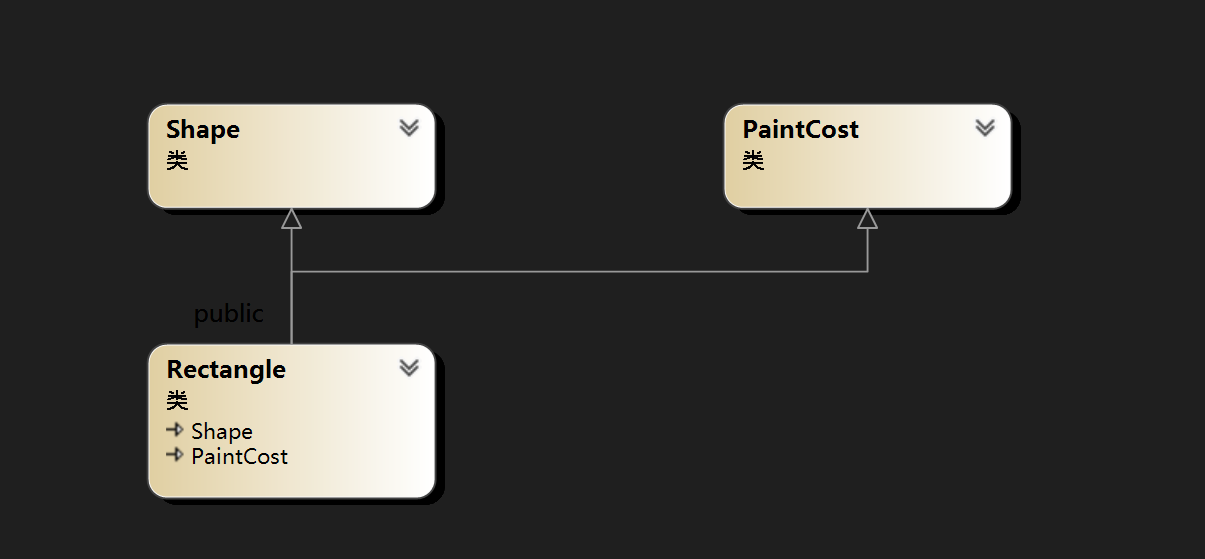 Shape
类
PaintCost
类
public
Rectangle
类
Shape
PaintCost